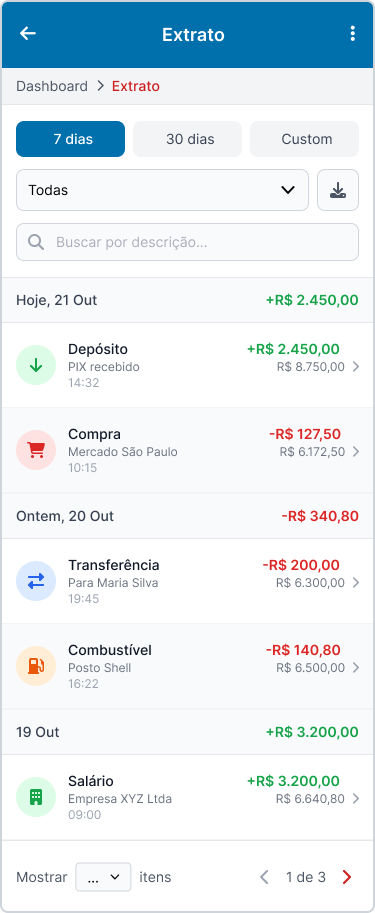 Extrato
Dashboard > Extrato
7 dias 30 dias Custom
Todas
Buscar por descrição...
Hoje, 21 Out +R$ 2.450,00
Depósito +R$ 2.450,00
PIX recebido R$ 8.750,00
14:32
Compra -R$ 127,50
Mercado São Paulo R$ 6.172,50
10:15
Ontem, 20 Out -R$ 340,80
Transferência -R$ 200,00
Para Maria Silva R$ 6.300,00
19:45
Combustível -R$ 140,80
Posto Shell R$ 6.500,00
16:22
19 Out +R$ 3.200,00
Salário +R$ 3.200,00
Empresa XYZ Ltda R$ 6.640,80
09:00
Mostrar ... itens 1 de 3